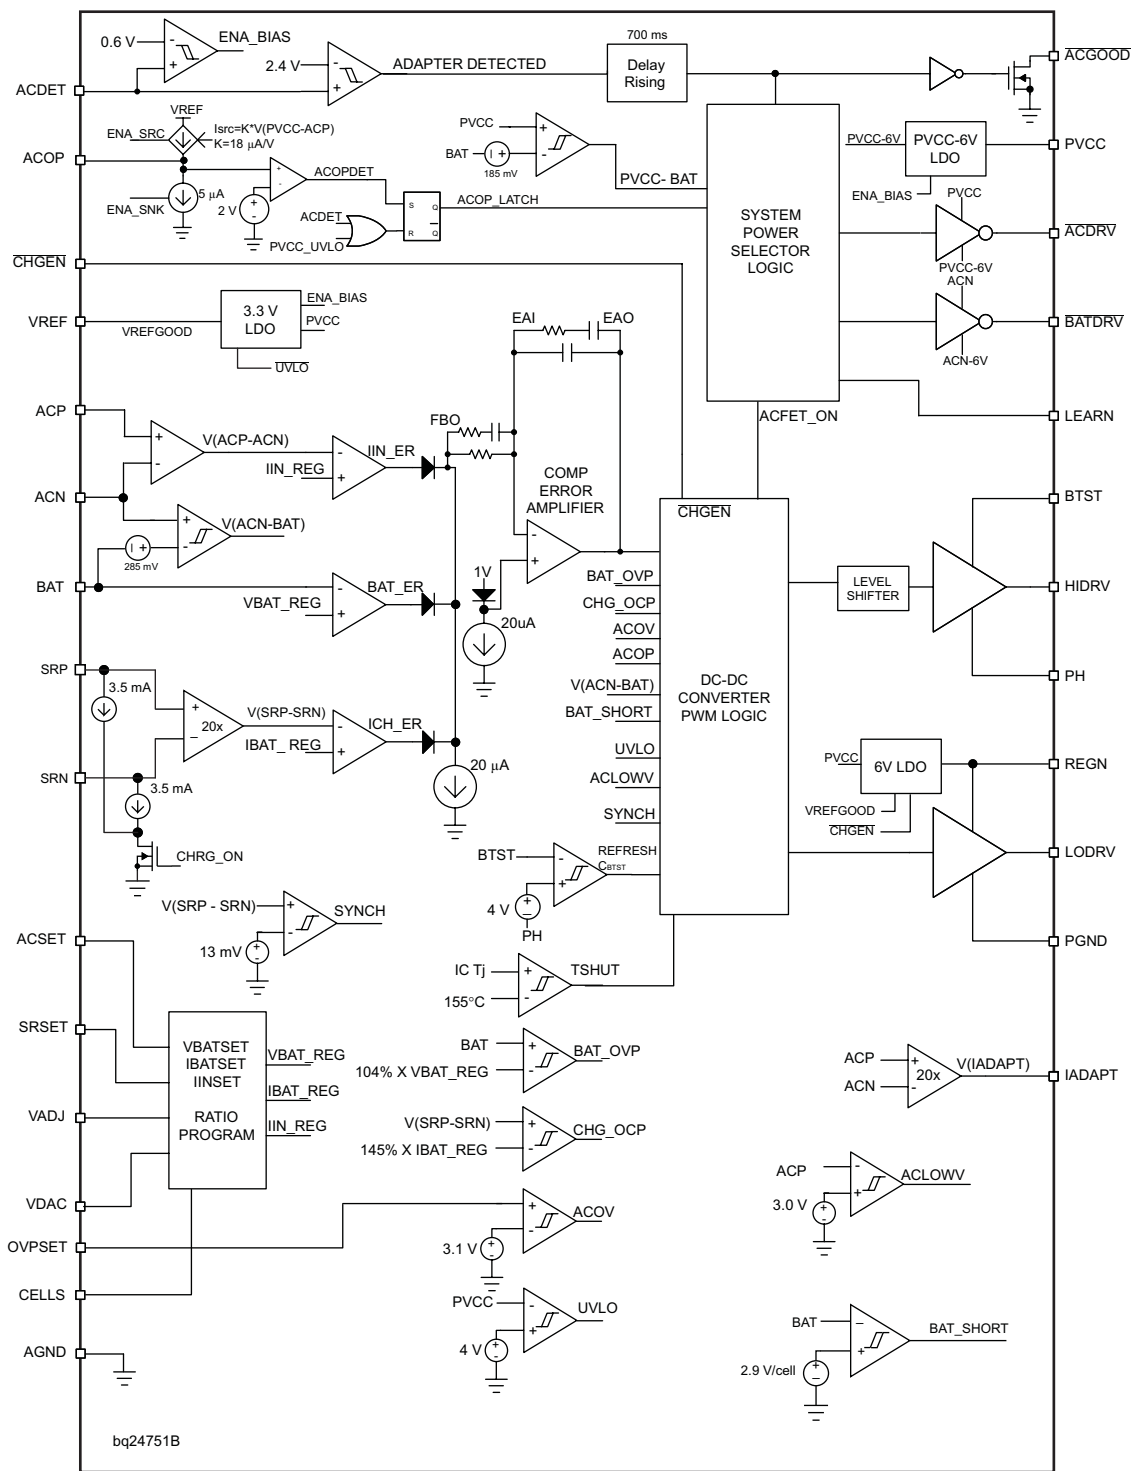 0.6 V
ENA_BIAS
2.4 V
ADAPTER DETECTED
700 ms
Delay
Rising
ACGOOD
ACDET
VREF
ENA_SRC
Isrc=K*V(PVCC-ACP)
K=18 μA/V
PVCC
BAT
185 mV
PVCC- BAT
PVCC-6V
PVCC-6V
LDO
PVCC
ENA_BIAS
ACOP
ACOPDET
5 μA
ENA_SNK
2 V
ACDET
PVCC_UVLO
S
Q
R
Q
ACOP_LATCH
SYSTEM
POWER
SELECTOR
LOGIC
PVCC
ACDRV
PVCC-6V
ACN
BATDRV
ACN-6V
CHGEN
VREF
VREFGOOD
3.3 V
LDO
ENA_BIAS
PVCC
UVLO
EAI
EAO
ACFET_ON
LEARN
ACP
V(ACP-ACN)
IIN_REG
IIN_ER
FBO
COMP
ERROR
AMPLIFIER
ACN
V(ACN-BAT)
285 mV
BAT
VBAT_REG
BAT_ER
1V
20uA
CHGEN
BAT_OVP
CHG_OCP
ACOV
ACOP
V(ACN-BAT)
BAT_SHORT
UVLO
ACLOWV
SYNCH
DC-DC
CONVERTER
PWM LOGIC
LEVEL
SHIFTER
BTST
HIDRV
PH
SRP
3.5 mA
20x
V(SRP-SRN)
IBAT_ REG
ICH_ER
20 μA
SRN
3.5 mA
CHRG_ON
PVCC
6V LDO
REGN
VREFGOOD
CHGEN
LODRV
PGND
BTST
REFRESH
CBTST
4 V
PH
V(SRP - SRN)
SYNCH
13 mV
IC Tj
155°C
TSHUT
ACSET
SRSET
VADJ
VDAC
OVPSET
CELLS
AGND
VBATSET
IBATSET
IINSET
RATIO
PROGRAM
VBAT_REG
IBAT_REG
IIN_REG
BAT
104% X VBAT_REG
BAT_OVP
V(SRP-SRN)
145% X IBAT_REG
CHG_OCP
3.1 V
ACOV
PVCC
4 V
UVLO
ACP
ACN
20x
V(IADAPT)
IADAPT
ACP
3.0 V
ACLOWV
BAT
2.9 V/cell
BAT_SHORT
bq24751B